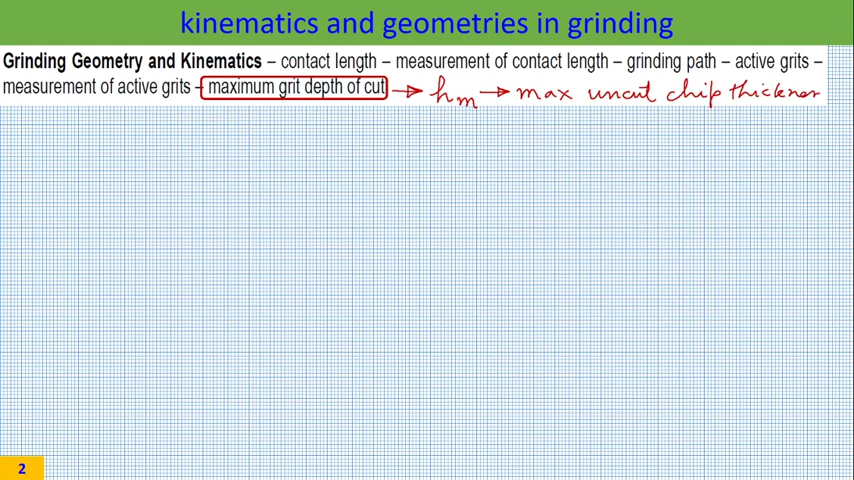 kinematics and geometries in grinding
Grinding Geometry and Kinematics – contact length – measurement of contact length – grinding path – active grits –
measurement of active grits – maximum grit depth of cut → hm → max uncut chip thickness
2